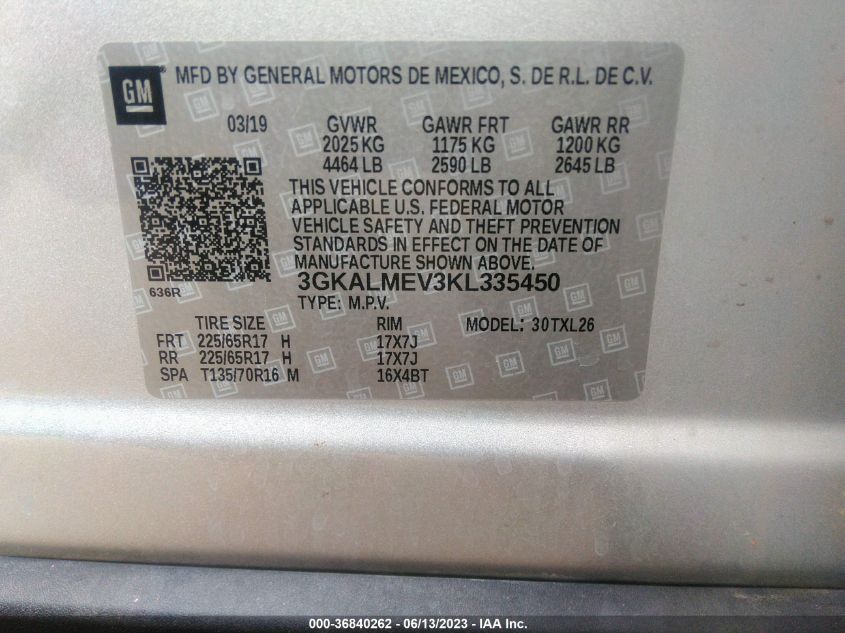 GM ® MFD BY GENERAL MOTORS DE MEXICO, S. DE R.L. DE C.V.
03/19 GVWR GAWR FRT GAWR RR
2025 KG 1175 KG 1200 KG
4464 LB 2590 LB 2645 LB
THIS VEHICLE CONFORMS TO ALL
APPLICABLE U.S. FEDERAL MOTOR
VEHICLE SAFETY AND THEFT PREVENTION
STANDARDS IN EFFECT ON THE DATE OF
MANUFACTURE SHOWN ABOVE.
636R 3GKALMEV3KL335450
TYPE: M.P.V.
TIRE SIZE RIM MODEL: 30TXL26
FRT 225/65R17 H 17X7J
RR 225/65R17 H 17X7J
SPA T135/70R16 M 16X4BT
000-36840262 - 06/13/2023 - IAA Inc.